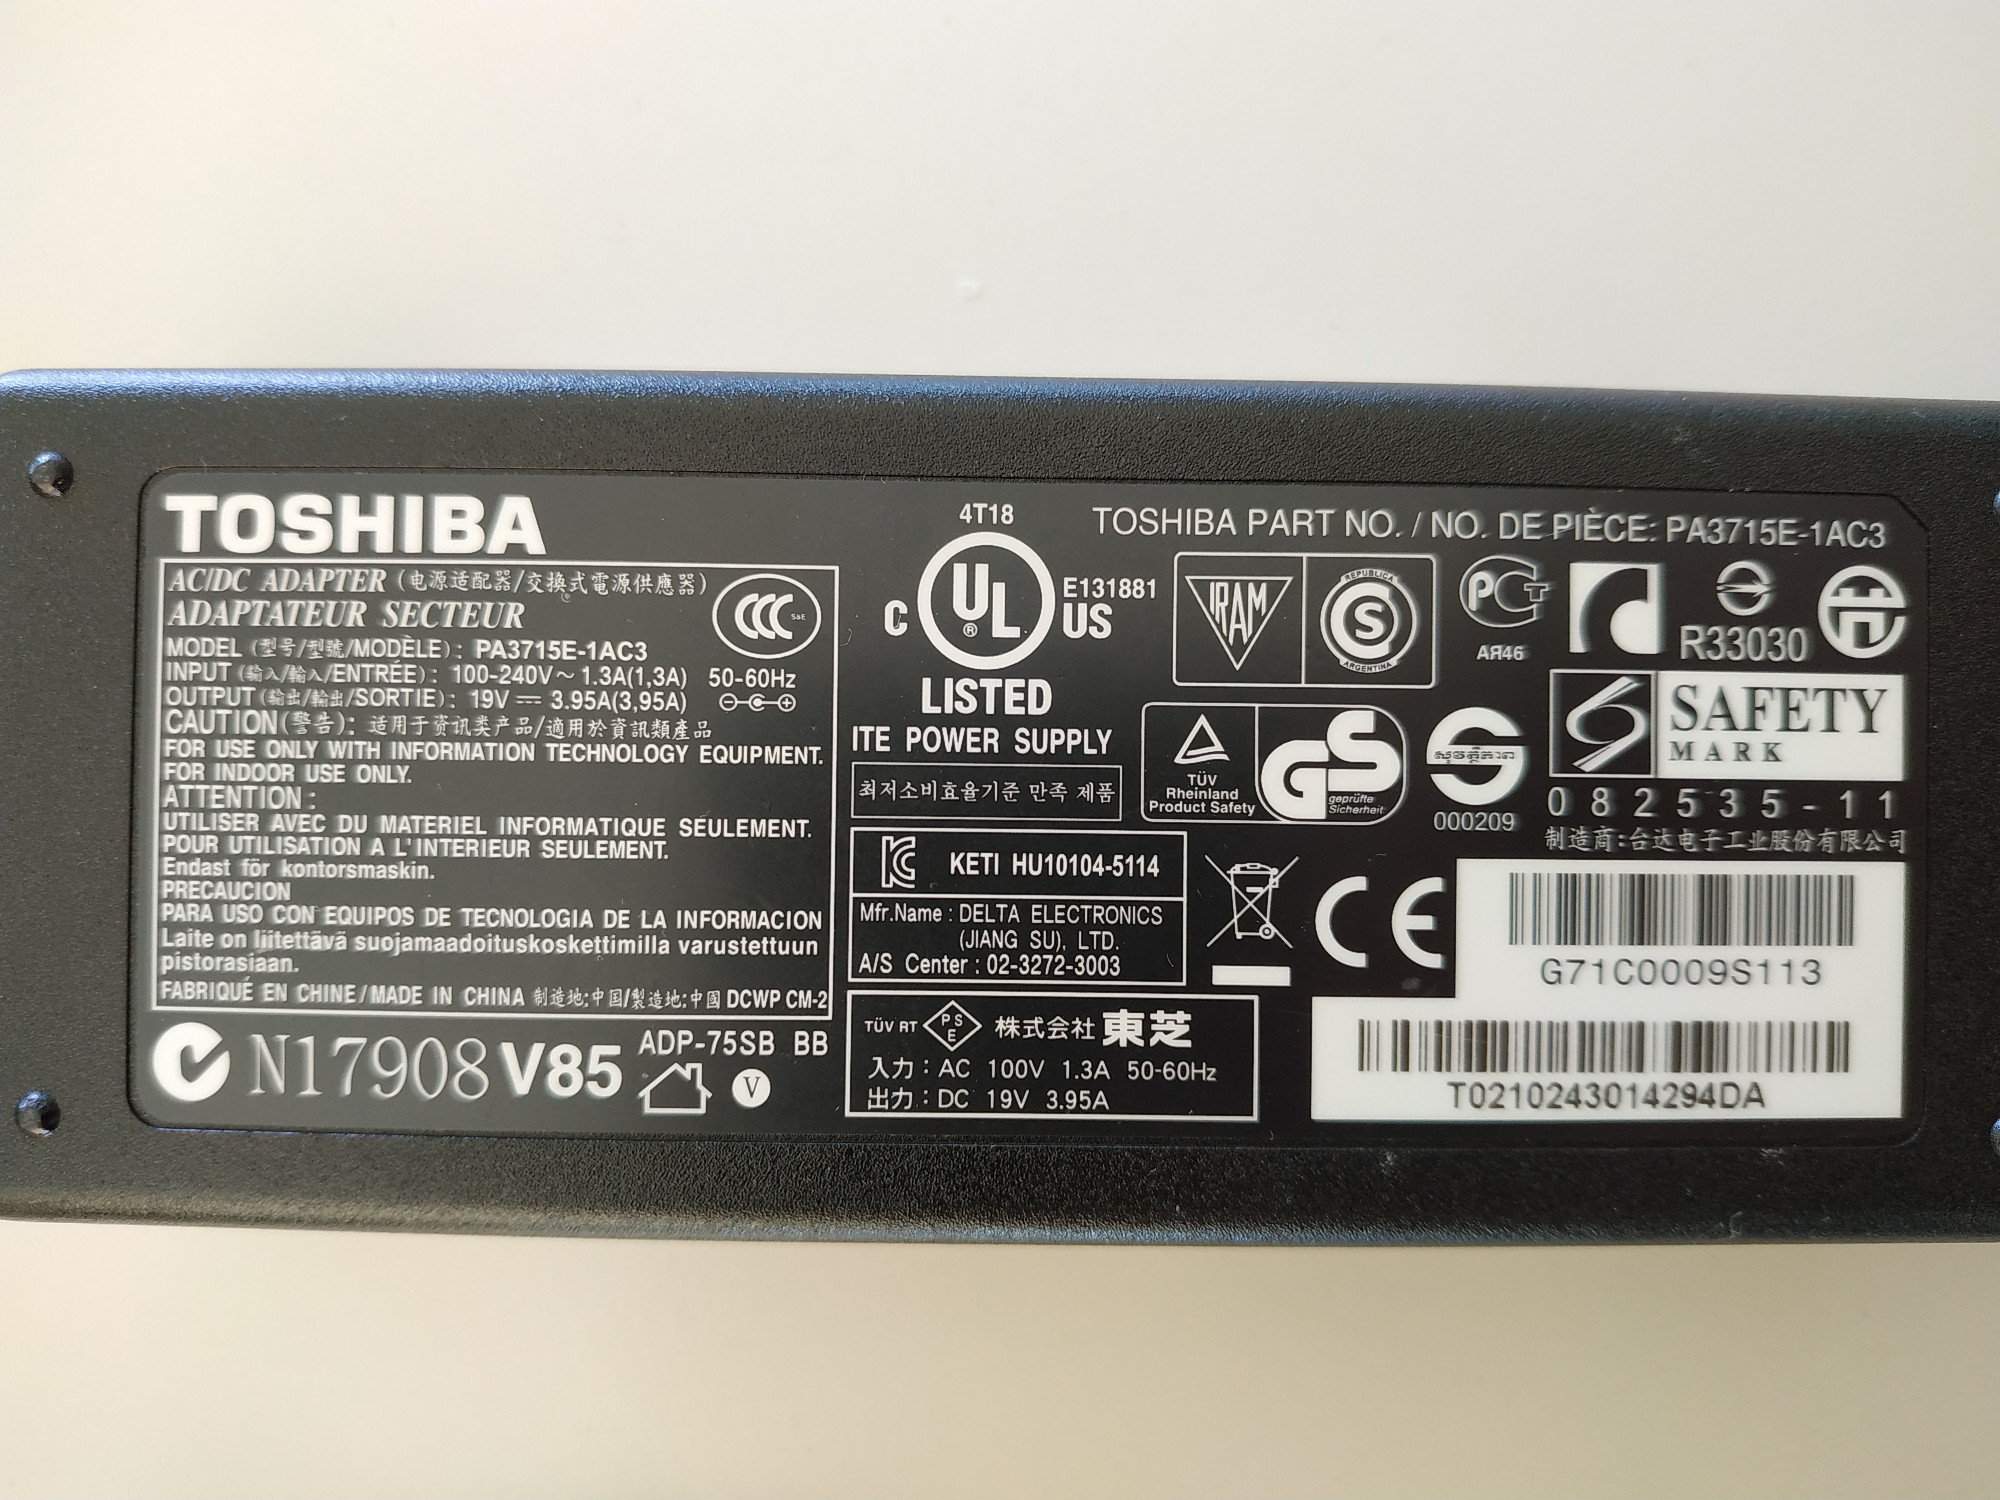 TOSHIBA
AC/DC ADAPTER (电源适配器/交換式電源供應器)
ADAPTATEUR SECTEUR
CCC S&E
MODEL (型号/型號/MODÈLE) : PA3715E-1AC3
INPUT (输入/輸入/ENTRÉE) : 100-240V～ 1.3A(1,3A) 50-60Hz
OUTPUT (输出/輸出/SORTIE) : 19V ⎓ 3.95A(3,95A)
CAUTION(警告) : 适用于资讯类产品/適用於資訊類產品
FOR USE ONLY WITH INFORMATION TECHNOLOGY EQUIPMENT.
FOR INDOOR USE ONLY.
ATTENTION :
UTILISER AVEC DU MATERIEL INFORMATIQUE SEULEMENT.
POUR UTILISATION A L'INTERIEUR SEULEMENT.
Endast för kontorsmaskin.
PRECAUCION
PARA USO CON EQUIPOS DE TECNOLOGIA DE LA INFORMACION
Laite on liitettävä suojamaadoituskoskettimilla varustettuun
pistorasiaan.
FABRIQUÉ EN CHINE/MADE IN CHINA 制造地:中国/製造地:中國 DCWP CM-2
N17908 V85 ADP-75SB BB
V
4T18
C UL ® US E131881
LISTED
ITE POWER SUPPLY
최저소비효율기준 만족 제품
KETI HU10104-5114
Mfr.Name : DELTA ELECTRONICS
(JIANG SU), LTD.
A/S Center : 02-3272-3003
TÜV RT PSE 株式会社 東芝
入力 : AC 100V 1.3A 50-60Hz
出力 : DC 19V 3.95A
TOSHIBA PART NO. / NO. DE PIÈCE: PA3715E-1AC3
IRAM
REPUBLICA
S
ARGENTINA
РСТ
АЯ46
R33030
TÜV
Rheinland
Product Safety
GS
geprüfte
Sicherheit
000209
SAFETY
MARK
082535-11
制造商:台达电子工业股份有限公司
CE
G71C0009S113
T0210243014294DA